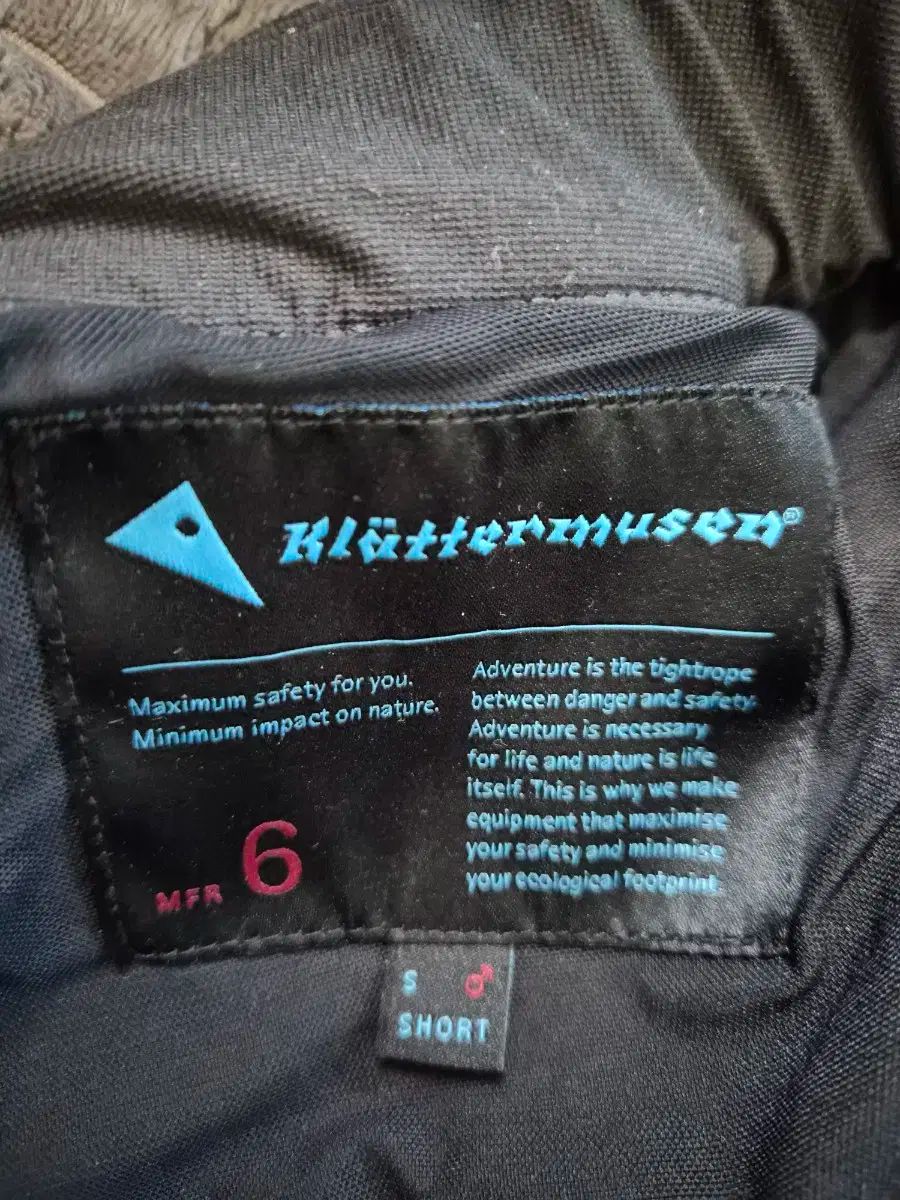 Klättermusen®
Maximum safety for you.
Minimum impact on nature.
Adventure is the tightrope
between danger and safety.
Adventure is necessary
for life and nature is life
itself. This is why we make
equipment that maximise
your safety and minimise
your ecological footprint.
MFR 6
S ♂
SHORT